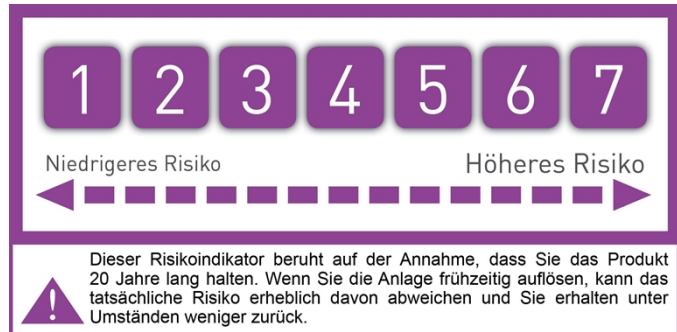 1 2 3 4 5 6 7
Niedrigeres Risiko Höheres Risiko
Dieser Risikoindikator beruht auf der Annahme, dass Sie das Produkt
20 Jahre lang halten. Wenn Sie die Anlage frühzeitig auflösen, kann das
tatsächliche Risiko erheblich davon abweichen und Sie erhalten unter
Umständen weniger zurück.